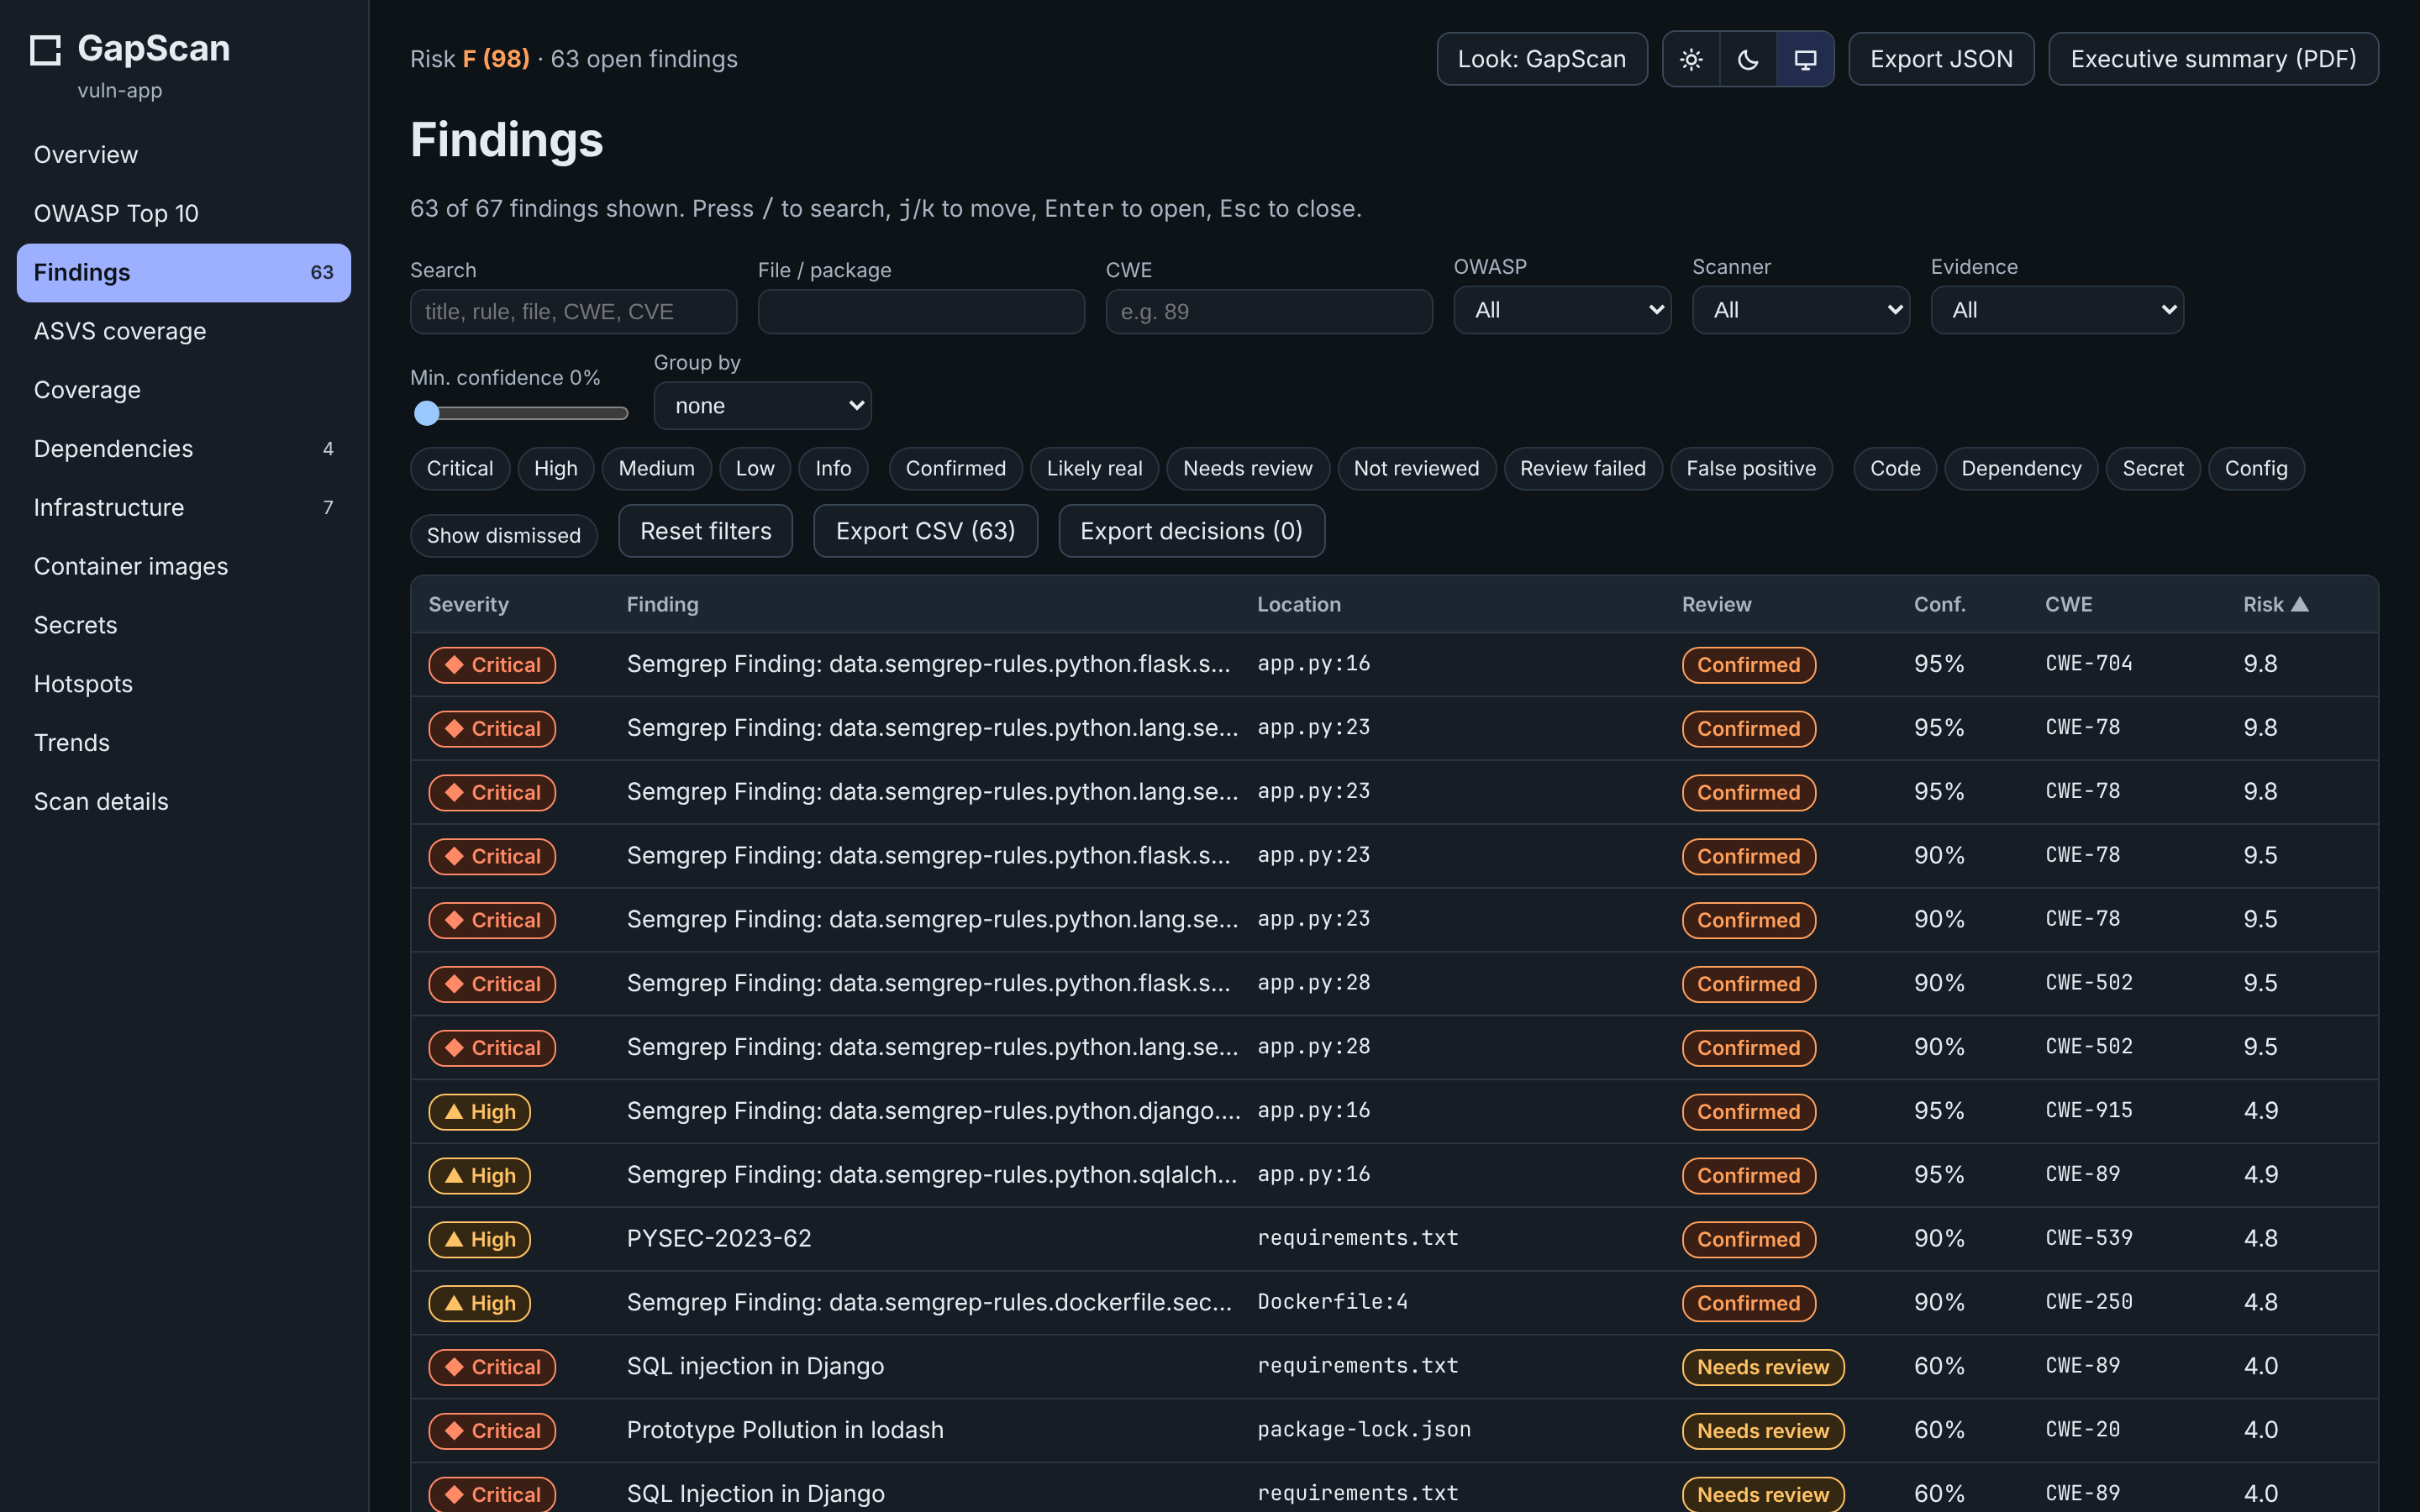 GapScan
vuln-app
Overview
OWASP Top 10
Findings 63
ASVS coverage
Coverage
Dependencies 4
Infrastructure 7
Container images
Secrets
Hotspots
Trends
Scan details
Risk F (98) · 63 open findings
Look: GapScan
Export JSON
Executive summary (PDF)
Findings
63 of 67 findings shown. Press / to search, j/k to move, Enter to open, Esc to close.
Search File / package CWE OWASP Scanner Evidence
title, rule, file, CWE, CVE e.g. 89 All All All
Min. confidence 0% Group by
none
Critical High Medium Low Info Confirmed Likely real Needs review Not reviewed Review failed False positive Code Dependency Secret Config
Show dismissed Reset filters Export CSV (63) Export decisions (0)
Severity Finding Location Review Conf. CWE Risk ▲
◆ Critical Semgrep Finding: data.semgrep-rules.python.flask.s... app.py:16 Confirmed 95% CWE-704 9.8
◆ Critical Semgrep Finding: data.semgrep-rules.python.lang.se... app.py:23 Confirmed 95% CWE-78 9.8
◆ Critical Semgrep Finding: data.semgrep-rules.python.lang.se... app.py:23 Confirmed 95% CWE-78 9.8
◆ Critical Semgrep Finding: data.semgrep-rules.python.flask.s... app.py:23 Confirmed 90% CWE-78 9.5
◆ Critical Semgrep Finding: data.semgrep-rules.python.lang.se... app.py:23 Confirmed 90% CWE-78 9.5
◆ Critical Semgrep Finding: data.semgrep-rules.python.flask.s... app.py:28 Confirmed 90% CWE-502 9.5
◆ Critical Semgrep Finding: data.semgrep-rules.python.lang.se... app.py:28 Confirmed 90% CWE-502 9.5
▲ High Semgrep Finding: data.semgrep-rules.python.django.... app.py:16 Confirmed 95% CWE-915 4.9
▲ High Semgrep Finding: data.semgrep-rules.python.sqlalch... app.py:16 Confirmed 95% CWE-89 4.9
▲ High PYSEC-2023-62 requirements.txt Confirmed 90% CWE-539 4.8
▲ High Semgrep Finding: data.semgrep-rules.dockerfile.sec... Dockerfile:4 Confirmed 90% CWE-250 4.8
◆ Critical SQL injection in Django requirements.txt Needs review 60% CWE-89 4.0
◆ Critical Prototype Pollution in lodash package-lock.json Needs review 60% CWE-20 4.0
◆ Critical SQL Injection in Django requirements.txt Needs review 60% CWE-89 4.0